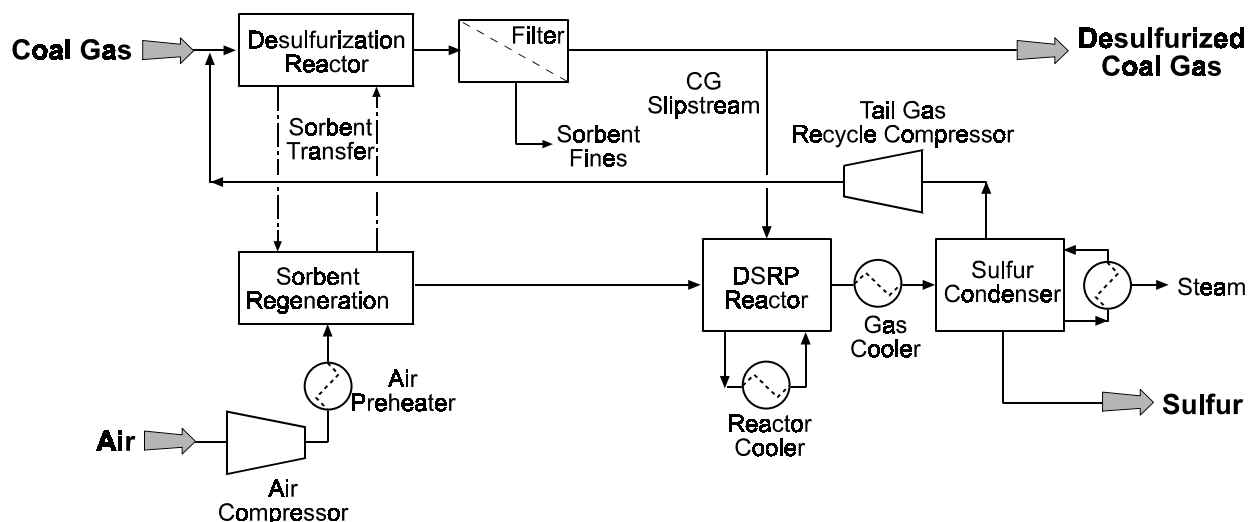 Coal Gas
Desulfurization
Reactor
Filter
Desulfurized
Coal Gas
CG
Slipstream
Sorbent
Transfer
Sorbent
Fines
Tail Gas
Recycle Compressor
Sorbent
Regeneration
DSRP
Reactor
Sulfur
Condenser
Steam
Gas
Cooler
Air
Preheater
Reactor
Cooler
Sulfur
Air
Air
Compressor